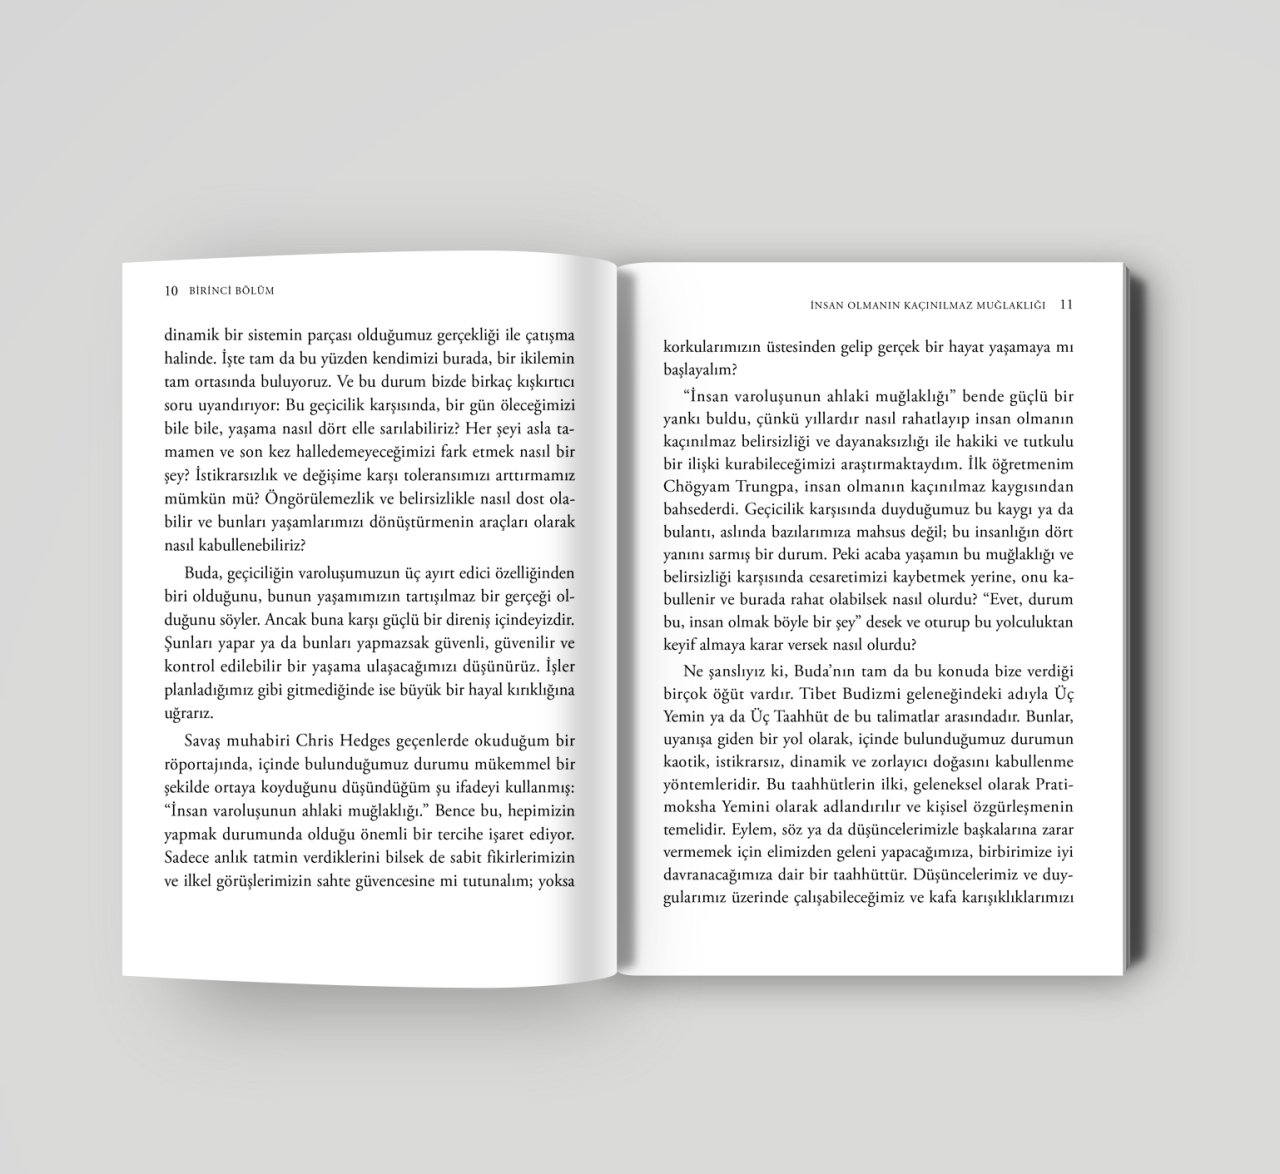 10 BİRİNCİ BÖLÜM
dinamik bir sistemin parçası olduğumuz gerçekliği ile çatışma
halinde. İşte tam da bu yüzden kendimizi burada, bir ikilemin
tam ortasında buluyoruz. Ve bu durum bizde birkaç kışkırtıcı
soru uyandırıyor: Bu geçicilik karşısında, bir gün öleceğimizi
bile bile, yaşama nasıl dört elle sarılabiliriz? Her şeyi asla ta-
mamen ve son kez halledemeyeceğimizi fark etmek nasıl bir
şey? İstikrarsızlık ve değişime karşı toleransımızı arttırmamız
mümkün mü? Öngörülemezlik ve belirsizlikle nasıl dost ola-
bilir ve bunları yaşamlarımızı dönüştürmenin araçları olarak
nasıl kabullenebiliriz?
Buda, geçiciliğin varoluşumuzun üç ayırt edici özelliğinden
biri olduğunu, bunun yaşamımızın tartışılmaz bir gerçeği ol-
duğunu söyler. Ancak buna karşı güçlü bir direniş içindeyizdir.
Şunları yapar ya da bunları yapmazsak güvenli, güvenilir ve
kontrol edilebilir bir yaşama ulaşacağımızı düşünürüz. İşler
planladığımız gibi gitmediğinde ise büyük bir hayal kırıklığına
uğrarız.
Savaş muhabiri Chris Hedges geçenlerde okuduğum bir
röportajında, içinde bulunduğumuz durumu mükemmel bir
şekilde ortaya koyduğunu düşündüğüm şu ifadeyi kullanmış:
“İnsan varoluşunun ahlaki muğlaklığı.” Bence bu, hepimizin
yapmak durumunda olduğu önemli bir tercihe işaret ediyor.
Sadece anlık tatmin verdiklerini bilsek de sabit fikirlerimizin
ve ilkel görüşlerimizin sahte güvencesine mi tutunalım; yoksa
İNSAN OLMANIN KAÇINILMAZ MUĞLAKLIĞI 11
korkularımızın üstesinden gelip gerçek bir hayat yaşamaya mı
başlayalım?
“İnsan varoluşunun ahlaki muğlaklığı” bende güçlü bir
yankı buldu, çünkü yıllardır nasıl rahatlayıp insan olmanın
kaçınılmaz belirsizliği ve dayanaksızlığı ile hakiki ve tutkulu
bir ilişki kurabileceğimizi araştırmaktaydım. İlk öğretmenim
Chögyam Trungpa, insan olmanın kaçınılmaz kaygısından
bahsederdi. Geçicilik karşısında duyduğumuz bu kaygı ya da
bulantı, aslında bazılarımıza mahsus değil; bu insanlığın dört
yanını sarmış bir durum. Peki acaba yaşamın bu muğlaklığı ve
belirsizliği karşısında cesaretimizi kaybetmek yerine, onu ka-
bullenir ve burada rahat olabilsek nasıl olurdu? “Evet, durum
bu, insan olmak böyle bir şey” desek ve oturup bu yolculuktan
keyif almaya karar versek nasıl olurdu?
Ne şanslıyız ki, Buda’nın tam da bu konuda bize verdiği
birçok öğüt vardır. Tibet Budizmi geleneğindeki adıyla Üç
Yemin ya da Üç Taahhüt de bu talimatlar arasındadır. Bunlar,
uyanışa giden bir yol olarak, içinde bulunduğumuz durumun
kaotik, istikrarsız, dinamik ve zorlayıcı doğasını kabullenme
yöntemleridir. Bu taahhütlerin ilki, geleneksel olarak Prati-
moksha Yemini olarak adlandırılır ve kişisel özgürleşmenin
temelidir. Eylem, söz ya da düşüncelerimizle başkalarına zarar
vermemek için elimizden geleni yapacağımıza, birbirimize iyi
davranacağımıza dair bir taahhüttür. Düşüncelerimiz ve duy-
gularımız üzerinde çalışabileceğimiz ve kafa karışıklıklarımızı